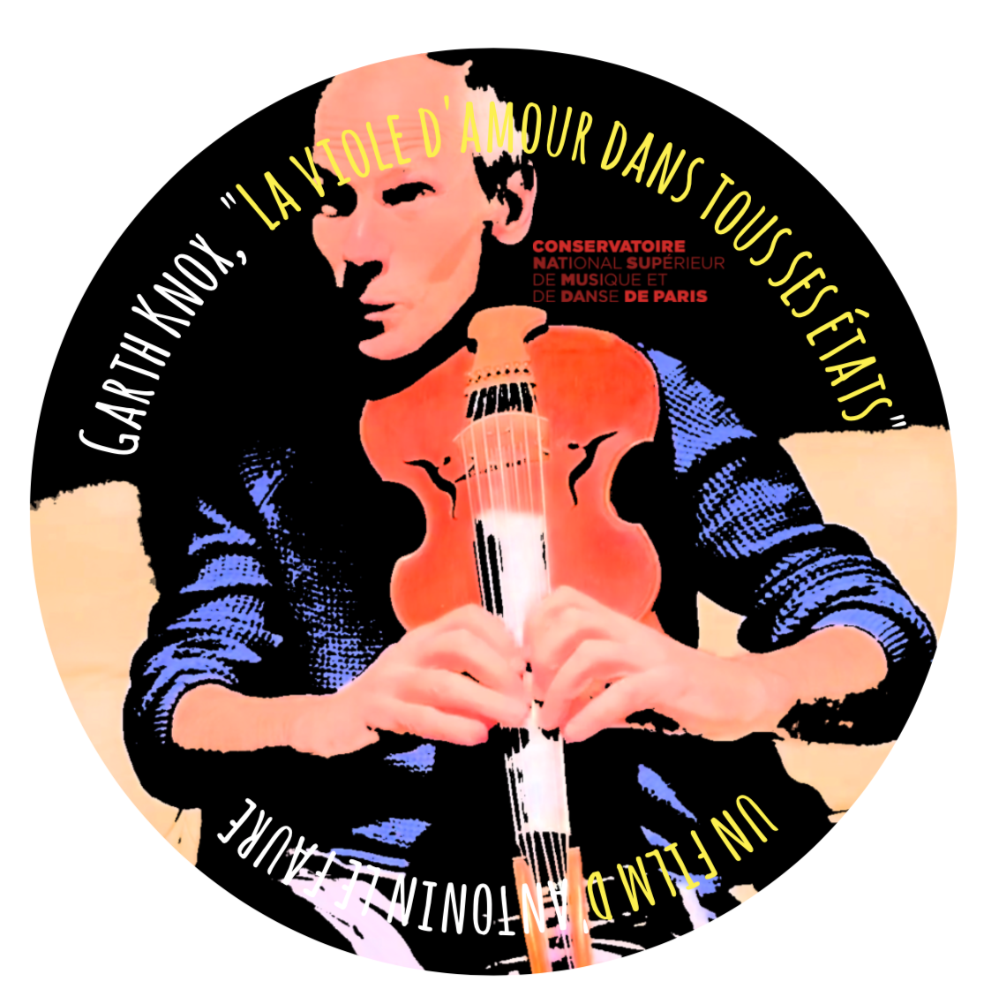 GARTH KNOX, "LA VIOLE D'AMOUR DANS TOUS SES ÉTATS"
CONSERVATOIRE
NATIONAL SUPÉRIEUR
DE MUSIQUE ET
DE DANSE DE PARIS
UN FILM D'ANTONIN LE FAURE